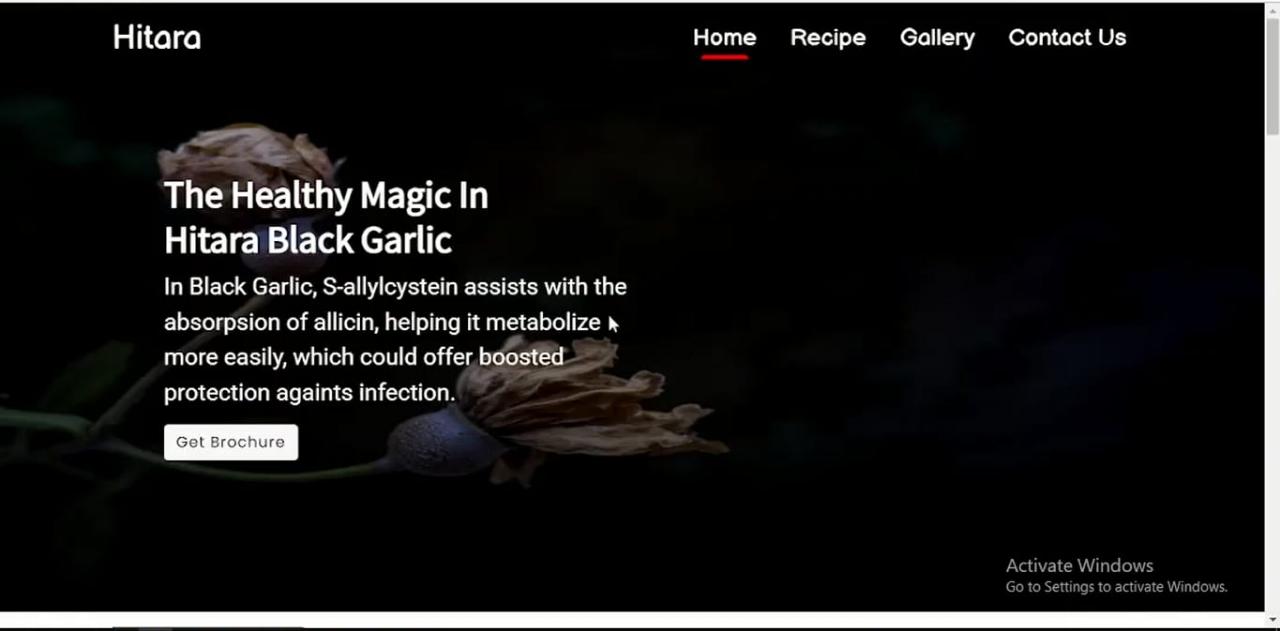 Hitara
Home Recipe Gallery Contact Us
The Healthy Magic In
Hitara Black Garlic
In Black Garlic, S-allylcystein assists with the
absorpsion of allicin, helping it metabolize
more easily, which could offer boosted
protection againts infection.
Get Brochure
Activate Windows
Go to Settings to activate Windows.